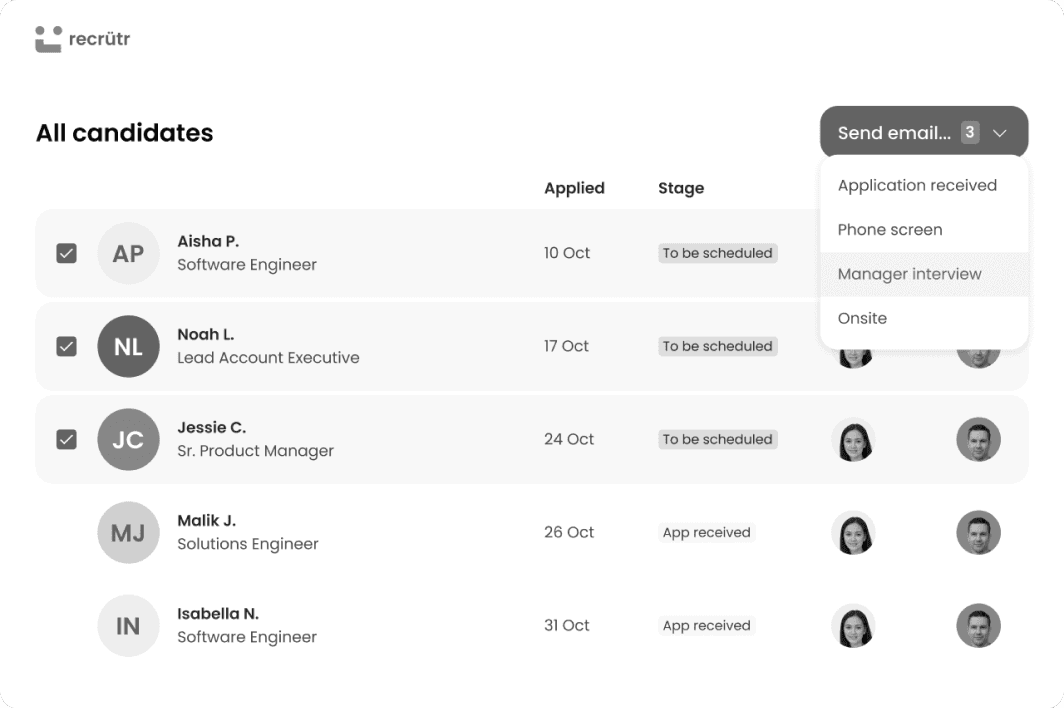 recrütr
All candidates
Send email... 3
Applied Stage
Application received
Phone screen
Manager interview
Onsite
AP
Aisha P.
Software Engineer
10 Oct
To be scheduled
NL
Noah L.
Lead Account Executive
17 Oct
To be scheduled
JC
Jessie C.
Sr. Product Manager
24 Oct
To be scheduled
MJ
Malik J.
Solutions Engineer
26 Oct
App received
IN
Isabella N.
Software Engineer
31 Oct
App received